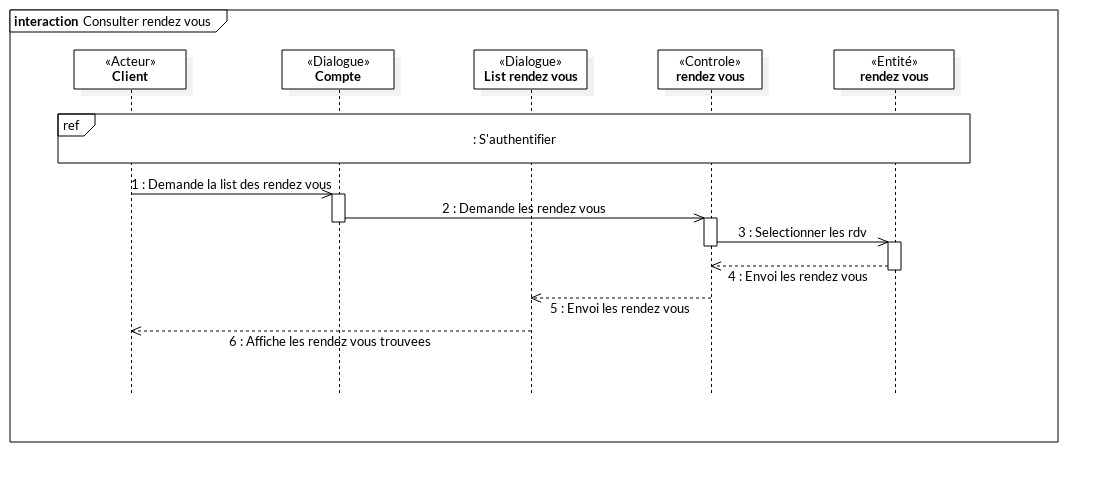 interaction Consulter rendez vous
«Acteur»
Client
«Dialogue»
Compte
«Dialogue»
List rendez vous
«Controle»
rendez vous
«Entité»
rendez vous
ref
: S'authentifier
1 : Demande la list des rendez vous
2 : Demande les rendez vous
3 : Selectionner les rdv
4 : Envoi les rendez vous
5 : Envoi les rendez vous
6 : Affiche les rendez vous trouvees